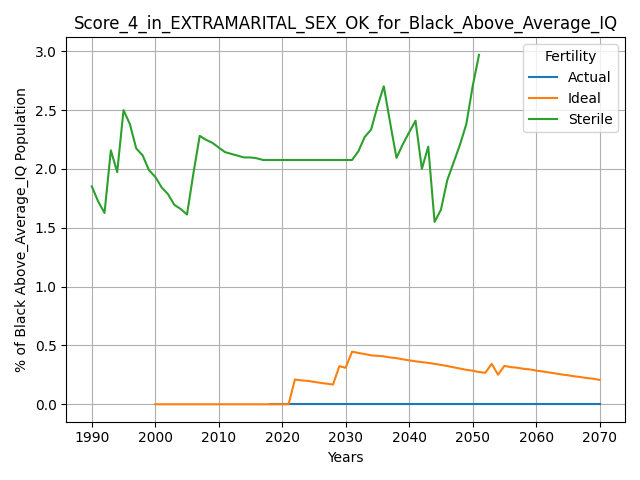 Score_4_in_EXTRAMARITAL_SEX_OK_for_Black_Above_Average_IQ
% of Black Above_Average_IQ Population
3.0
2.5
2.0
1.5
1.0
0.5
0.0
Fertility
Actual
Ideal
Sterile
1990 2000 2010 2020 2030 2040 2050 2060 2070
Years